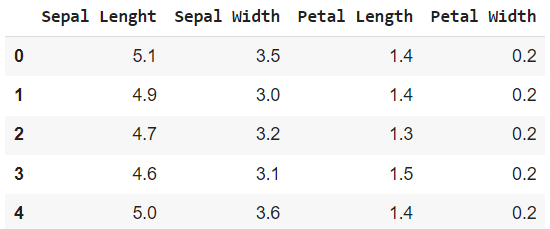 Sepal Lenght Sepal Width Petal Length Petal Width
0 5.1 3.5 1.4 0.2
1 4.9 3.0 1.4 0.2
2 4.7 3.2 1.3 0.2
3 4.6 3.1 1.5 0.2
4 5.0 3.6 1.4 0.2